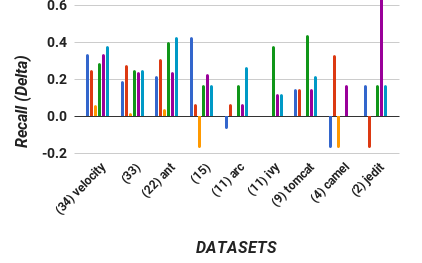 0.6
0.4
0.2
0.0
-0.2
Recall (Delta)
(34) velocity
(33)
(22) ant
(15)
(11) arc
(11) ivy
(9) tomcat
(4) camel
(2) jedit
DATASETS